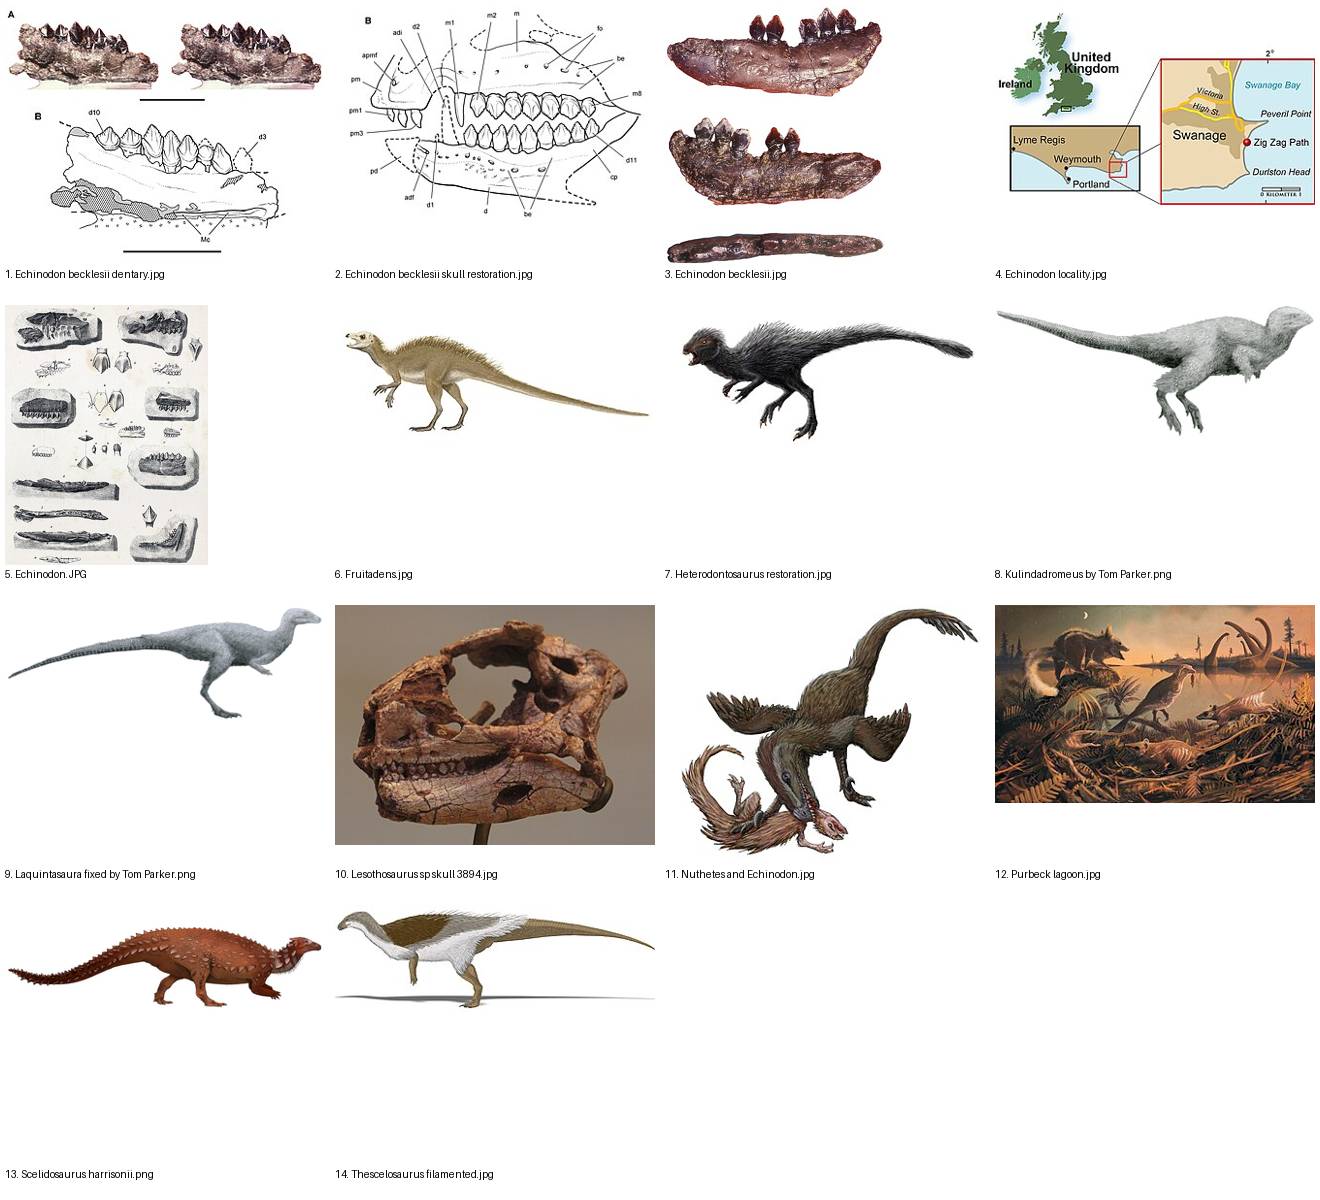 A
B
d10
d3
Mc
1. Echinodon becklesii dentary.jpg
B
m
m2
m1
d2
adi
fo
apmf
be
pm
m8
pm1
pm3
d11
pd
cp
adf
d1
d
be
2. Echinodon becklesii skull restoration.jpg
3. Echinodon becklesii.jpg
United
Kingdom
Ireland
2°
Swanage Bay
Victoria
High St.
Peveril Point
Swanage
Zig Zag Path
Durlston Head
0 KILOMETER 1
Lyme Regis
Weymouth
Portland
4. Echinodon locality.jpg
5. Echinodon.JPG
6. Fruitadens.jpg
7. Heterodontosaurus restoration.jpg
8. Kulindadromeus by Tom Parker.png
9. Laquintasaura fixed by Tom Parker.png
10. Lesothosaurus sp skull 3894.jpg
11. Nuthetes and Echinodon.jpg
12. Purbeck lagoon.jpg
13. Scelidosaurus harrisonii.png
14. Thescelosaurus filamented.jpg